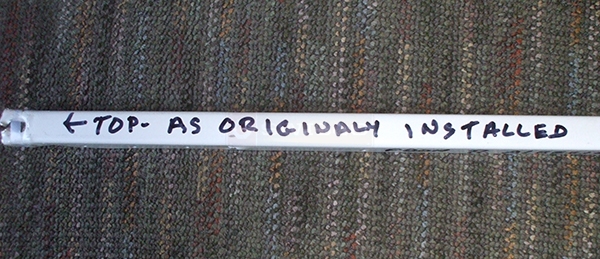 ←TOP- AS ORIGINALY INSTALLED